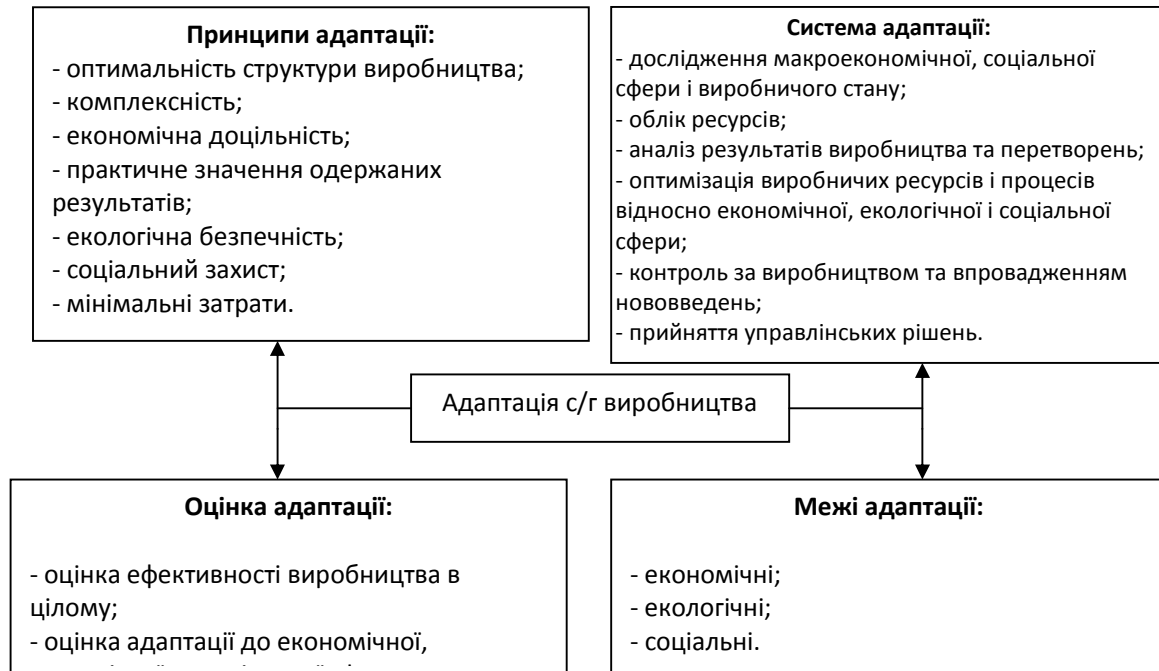 Принципи адаптації:
- оптимальність структури виробництва;
- комплексність;
- економічна доцільність;
- практичне значення одержаних
результатів;
- екологічна безпечність;
- соціальний захист;
- мінімальні затрати.
Система адаптації:
- дослідження макроекономічної, соціальної
сфери і виробничого стану;
- облік ресурсів;
- аналіз результатів виробництва та перетворень;
- оптимізація виробничих ресурсів і процесів
відносно економічної, екологічної і соціальної
сфери;
- контроль за виробництвом та впровадженням
нововведень;
- прийняття управлінських рішень.
Адаптація с/г виробництва
Оцінка адаптації:
- оцінка ефективності виробництва в
цілому;
- оцінка адаптації до економічної,
Межі адаптації:
- економічні;
- екологічні;
- соціальні.